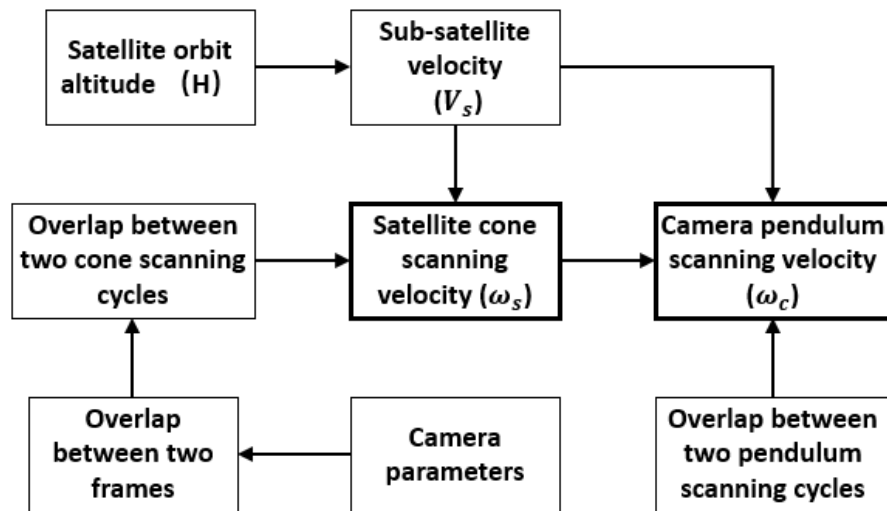 Satellite orbit
altitude （H）
Sub-satellite
velocity
(𝑽𝒔)
Overlap between
two cone scanning
cycles
Satellite cone
scanning
velocity (𝝎𝒔)
Camera pendulum
scanning velocity
(𝝎𝒄)
Overlap
between two
frames
Camera
parameters
Overlap between
two pendulum
scanning cycles